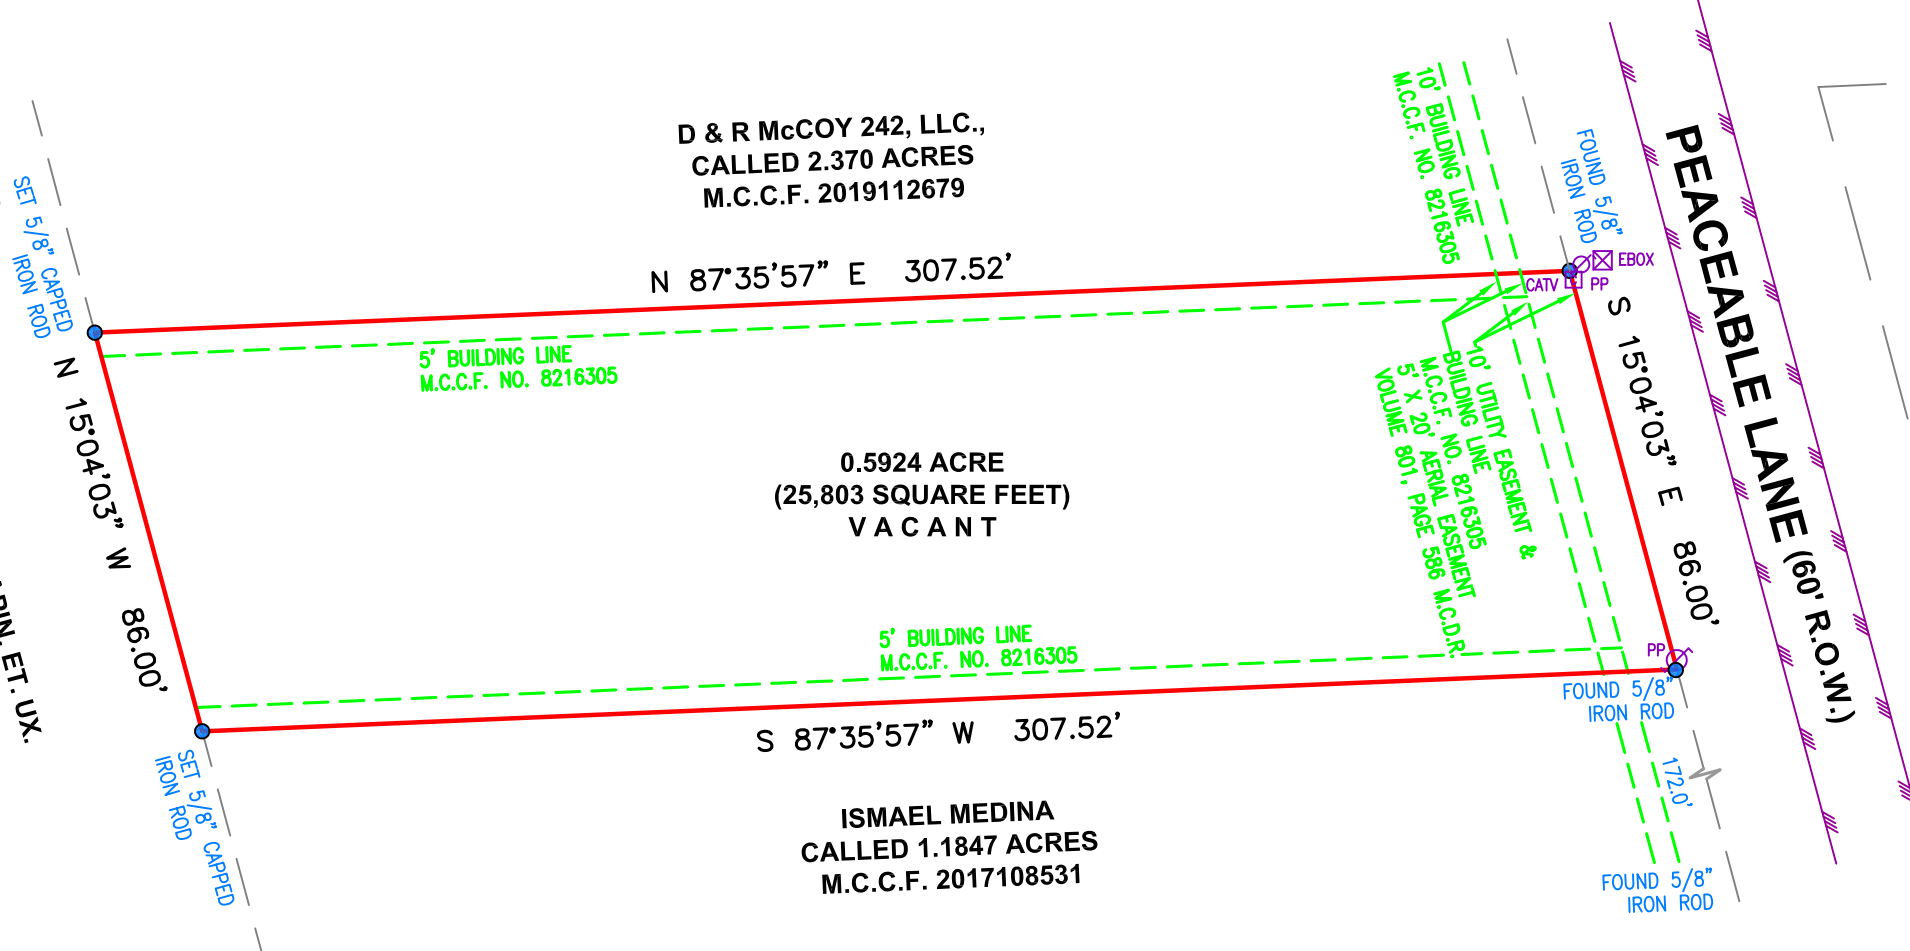 D & R McCOY 242, LLC.,
CALLED 2.370 ACRES
M.C.C.F. 2019112679
10' BUILDING LINE
M.C.C.F. NO. 8216305
FOUND 5/8"
IRON ROD
PEACEABLE LANE (60' R.O.W.)
SET 5/8" CAPPED
IRON ROD
N 87°35'57" E 307.52'
EBOX
CATV
PP
5' BUILDING LINE
M.C.C.F. NO. 8216305
N 15°04'03" W 86.00'
S 15°04'03" E 86.00'
10' UTILITY EASEMENT &
BUILDING LINE
M.C.C.F. NO. 8216305
5' X 20' AERIAL EASEMENT
VOLUME 801, PAGE 586 M.C.D.R.
0.5924 ACRE
(25,803 SQUARE FEET)
VACANT
ET. UX.
5' BUILDING LINE
M.C.C.F. NO. 8216305
PP
FOUND 5/8"
IRON ROD
S 87°35'57" W 307.52'
SET 5/8" CAPPED
IRON ROD
172.0'
ISMAEL MEDINA
CALLED 1.1847 ACRES
M.C.C.F. 2017108531
FOUND 5/8"
IRON ROD